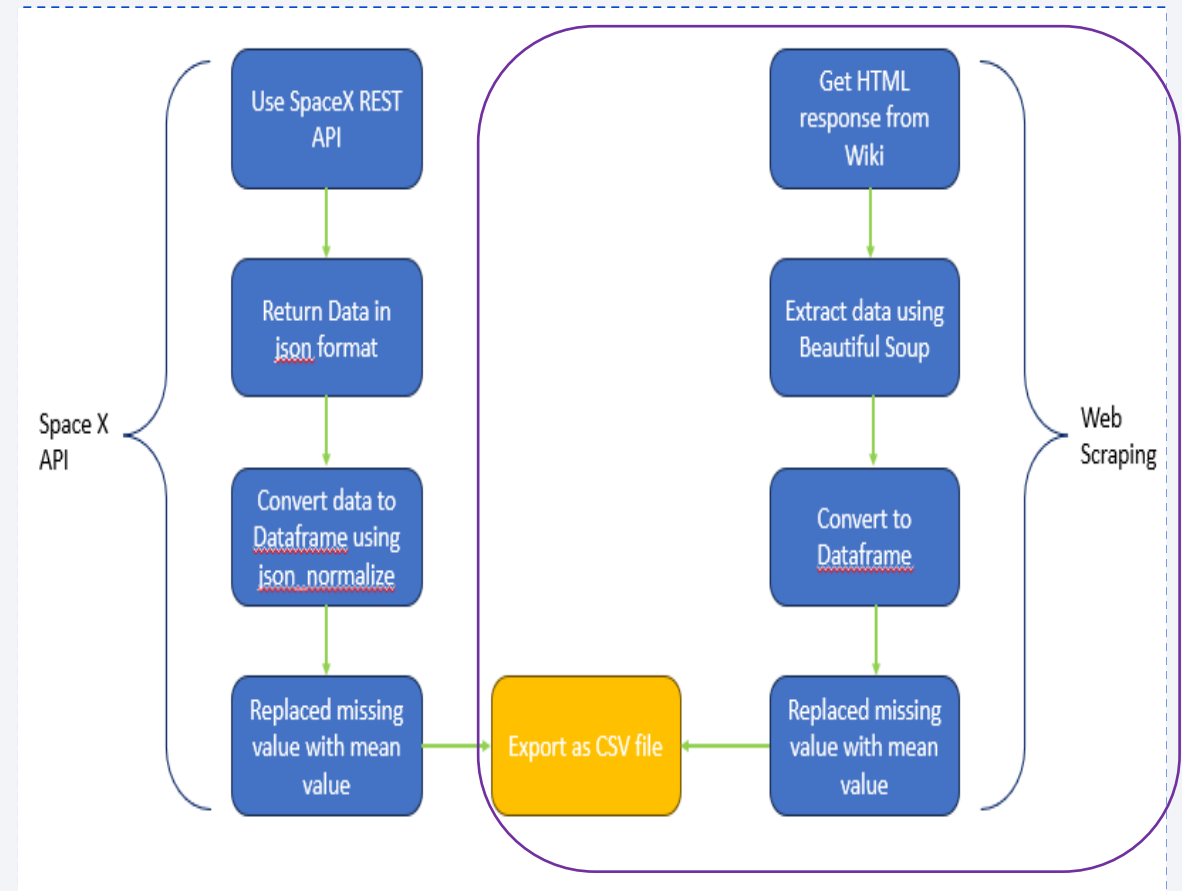 Space X
API
Use SpaceX REST
API
Return Data in
json format
Convert data to
Dataframe using
json_normalize
Replaced missing
value with mean
value
Export as CSV file
Get HTML
response from
Wiki
Extract data using
Beautiful Soup
Convert to
Dataframe
Replaced missing
value with mean
value
Web
Scraping